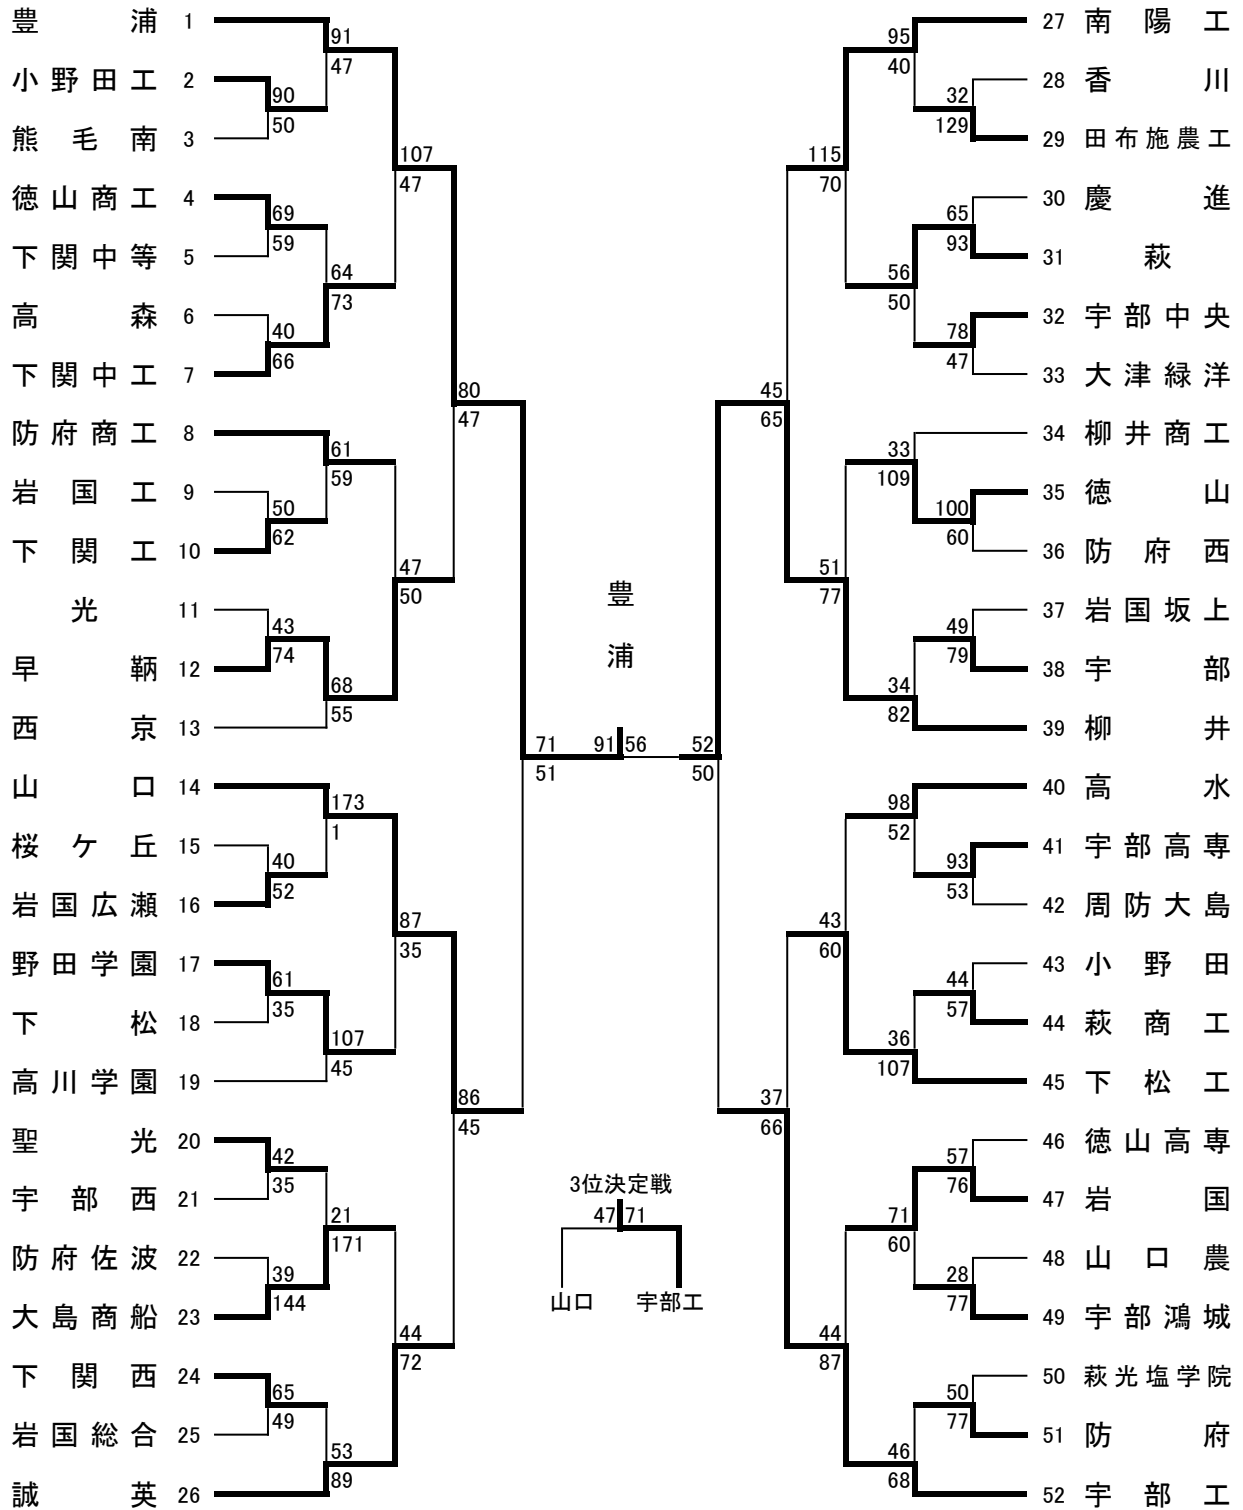 豊浦 1
91
47
小野田工 2
90
50
熊毛南 3
107
47
徳山商工 4
69
59
下関中等 5
64
73
高森 6
40
66
下関中工 7
80
47
防府商工 8
61
59
岩国工 9
50
62
下関工 10
47
50
光 11
43
74
早鞆 12
68
55
西京 13
71
51
山口 14
173
1
桜ケ丘 15
40
52
岩国広瀬 16
87
35
野田学園 17
61
35
下松 18
107
45
高川学園 19
86
45
聖光 20
42
35
宇部西 21
21
171
防府佐波 22
39
144
大島商船 23
44
72
下関西 24
65
49
岩国総合 25
53
89
誠英 26
豊浦
91 56
3位決定戦
47 71
山口 宇部工
27 南陽工
95
40
28 香川
32
129
29 田布施農工
115
70
30 慶進
65
93
31 萩
56
50
32 宇部中央
78
47
33 大津緑洋
45
65
34 柳井商工
33
109
35 徳山
100
60
36 防府西
51
77
37 岩国坂上
49
79
38 宇部
34
82
39 柳井
52
50
40 高水
98
52
41 宇部高専
93
53
42 周防大島
43
60
43 小野田
44
57
44 萩商工
36
107
45 下松工
37
66
46 徳山高専
57
76
47 岩国
71
60
48 山口農
28
77
49 宇部鴻城
44
87
50 萩光塩学院
50
77
51 防府
46
68
52 宇部工